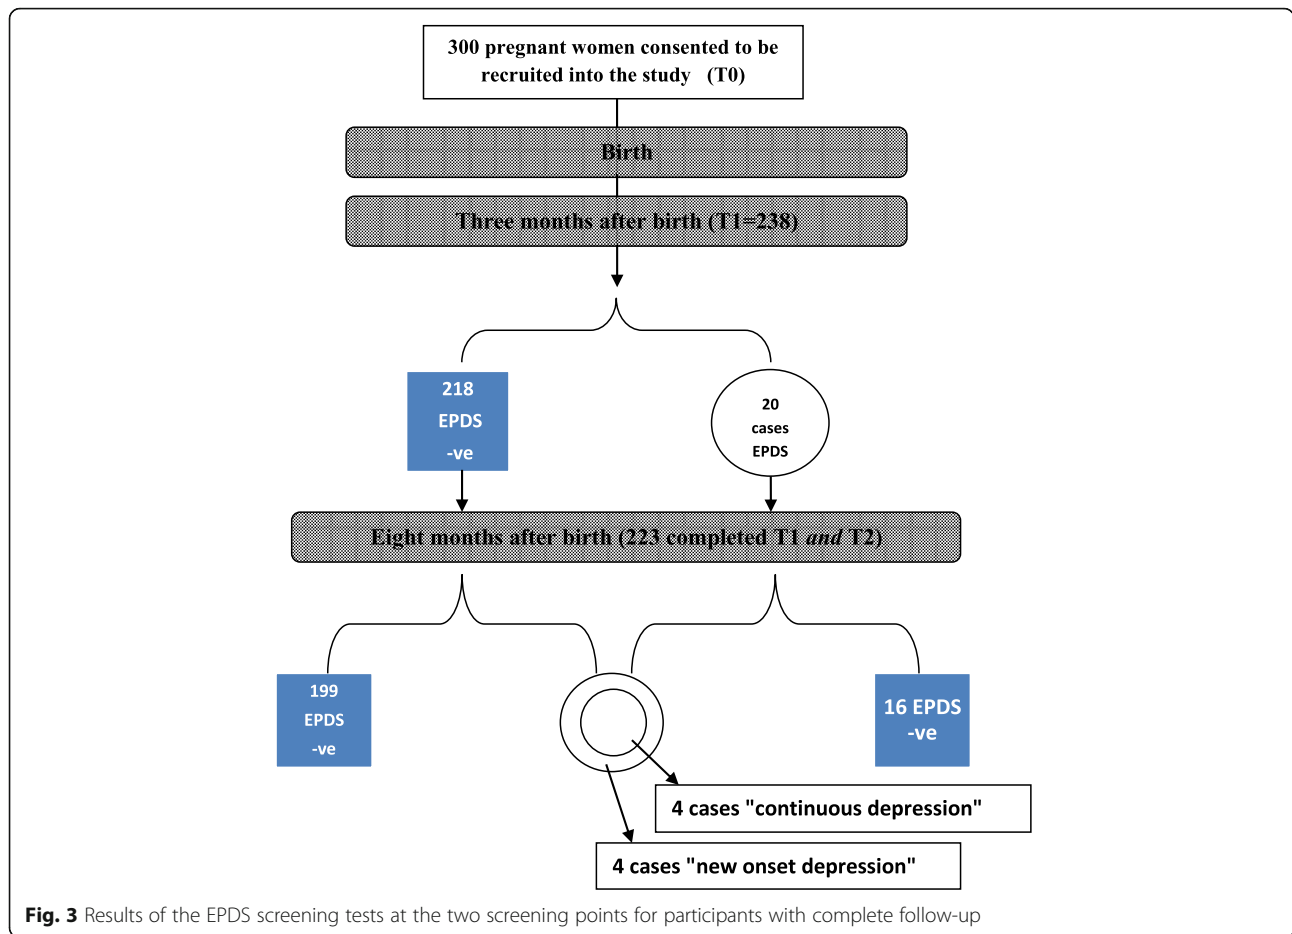 300 pregnant women consented to be
recruited into the study (T0)
Birth
Three months after birth (T1=238)
218
EPDS
-ve
20
cases
EPDS
Eight months after birth (223 completed T1 and T2)
199
EPDS
-ve
16 EPDS
-ve
4 cases "continuous depression"
4 cases "new onset depression"
Fig. 3 Results of the EPDS screening tests at the two screening points for participants with complete follow-up